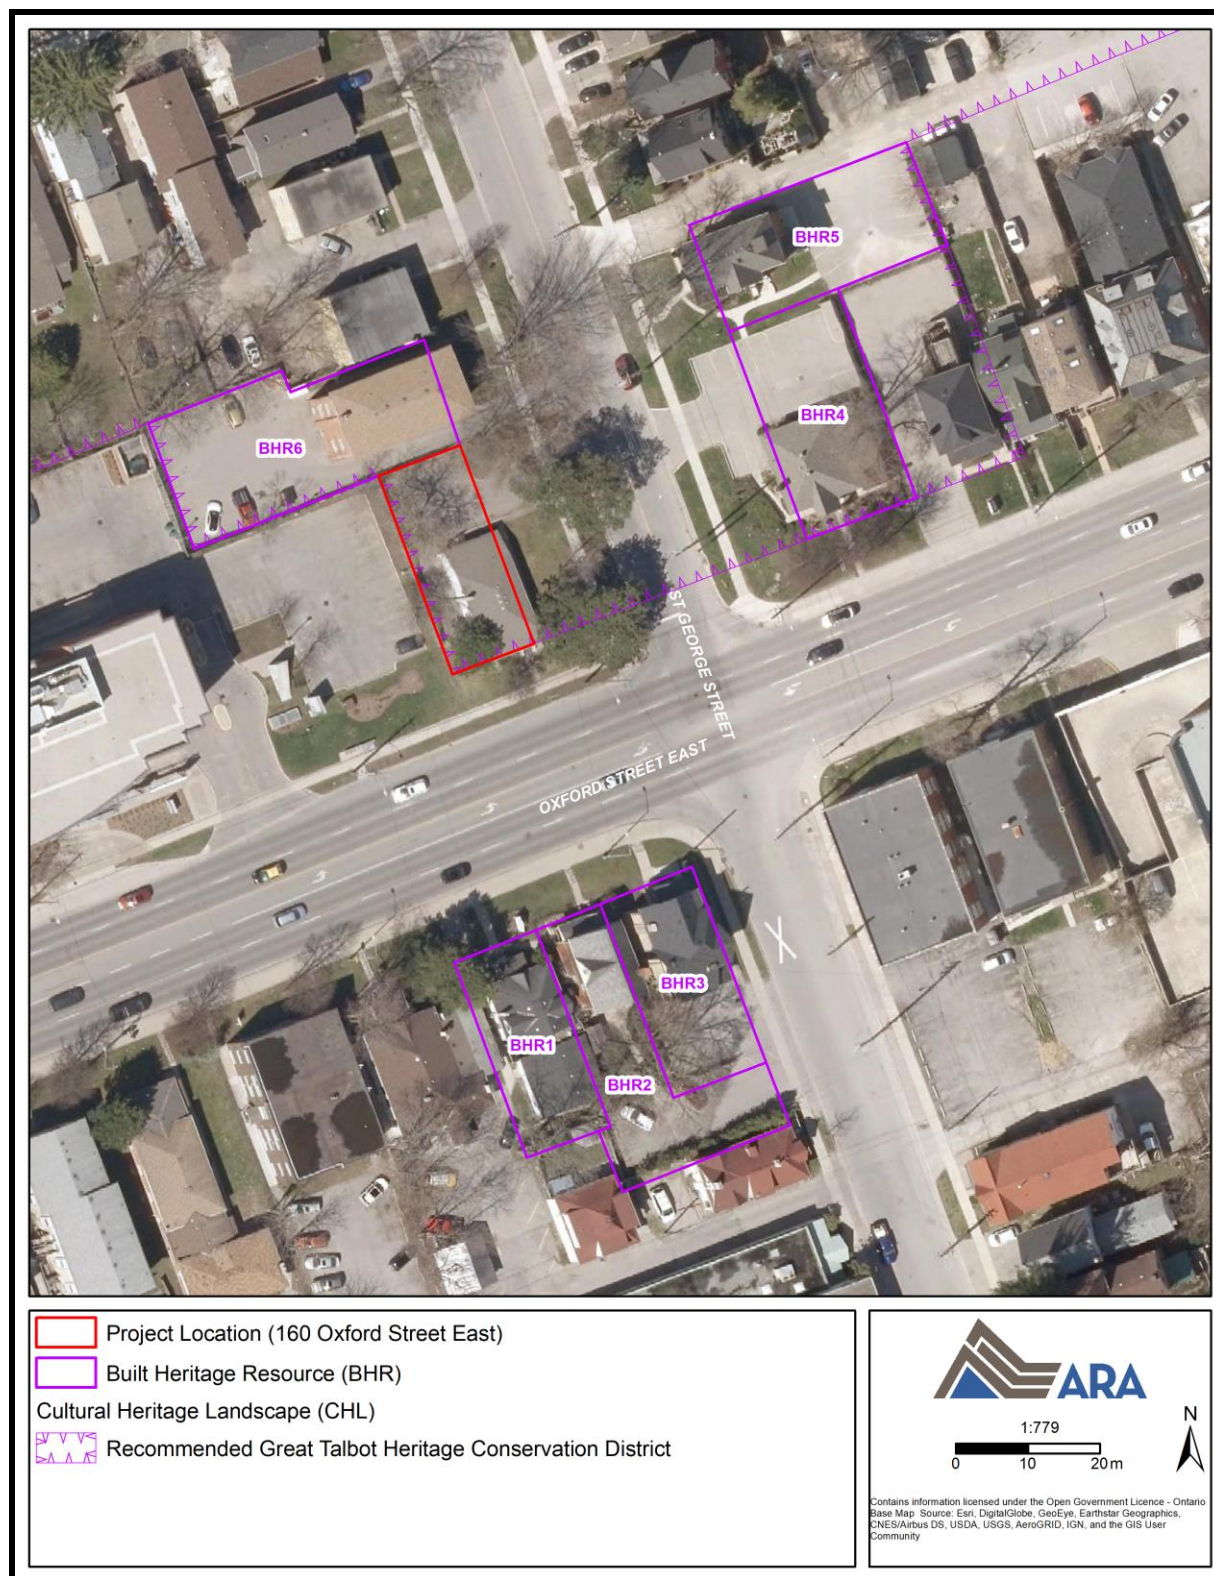 BHR5
BHR4
BHR6
ST GEORGE STREET
OXFORD STREET EAST
BHR3
BHR1
BHR2
Project Location (160 Oxford Street East)
Built Heritage Resource (BHR)
Cultural Heritage Landscape (CHL)
Recommended Great Talbot Heritage Conservation District
ARA
1:779
0 10 20 m
N
Contains information licensed under the Open Government Licence - Ontario
Base Map Source: Esri, DigitalGlobe, GeoEye, Earthstar Geographics,
CNES/Airbus DS, USDA, USGS, AeroGRID, IGN, and the GIS User
Community